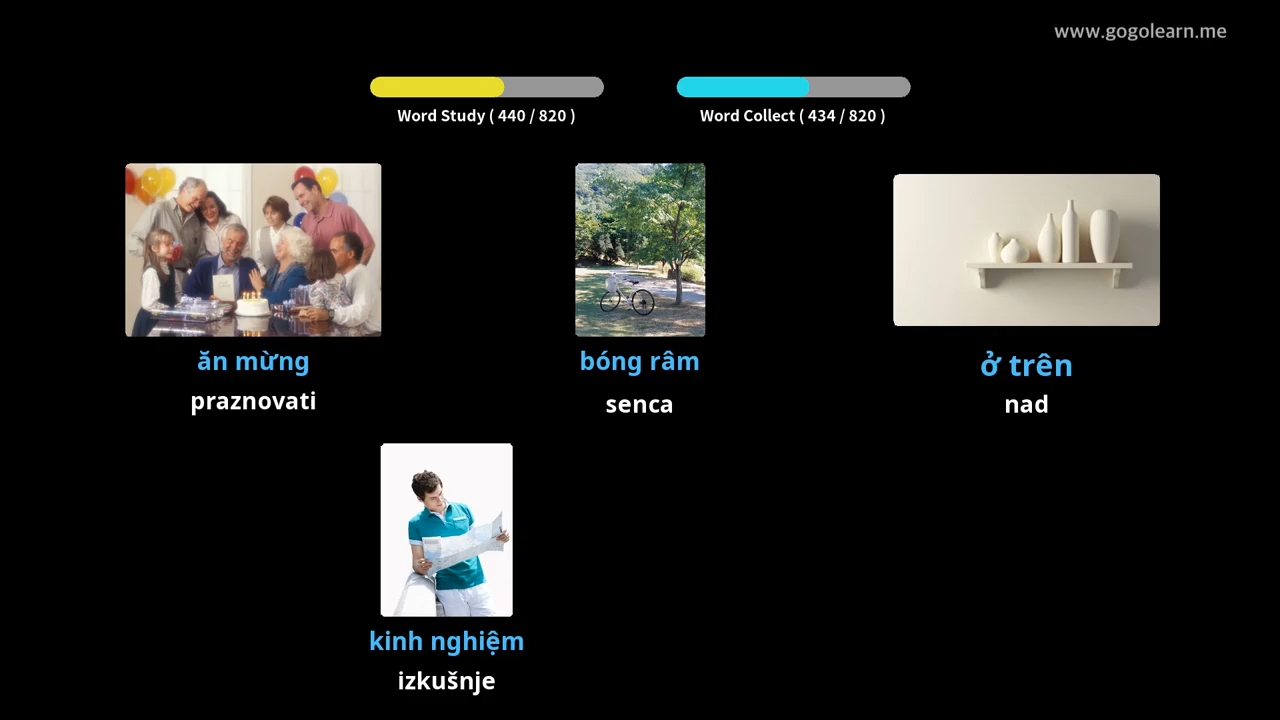 www.gogolearn.me
Word Study ( 440 / 820 )
Word Collect ( 434 / 820 )
ăn mừng
praznovati
bóng râm
senca
ở trên
nad
kinh nghiệm
izkušnje